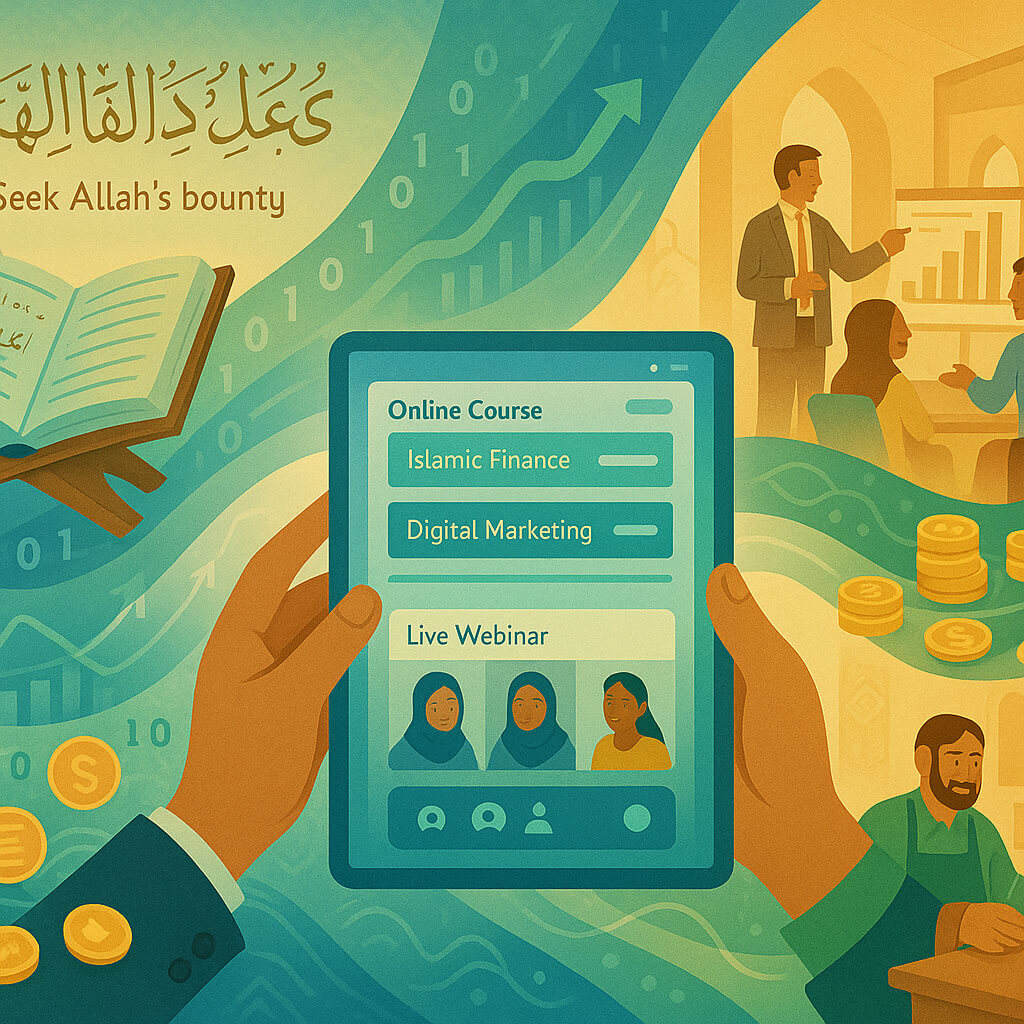 Seek Allah's bounty
Online Course
Islamic Finance
Digital Marketing
Live Webinar